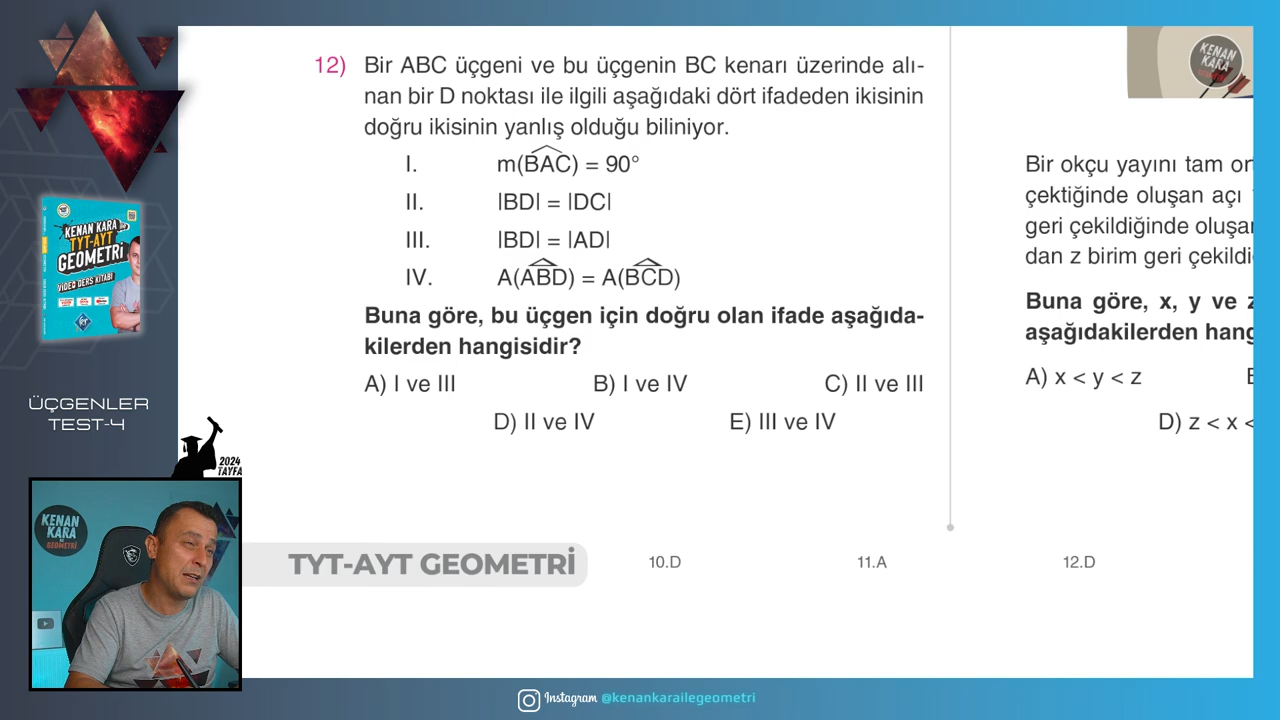 12) Bir ABC üçgeni ve bu üçgenin BC kenarı üzerinde alı-
nan bir D noktası ile ilgili aşağıdaki dört ifadeden ikisinin
doğru ikisinin yanlış olduğu biliniyor.
I. m(BAC) = 90°
II. |BD| = |DC|
III. |BD| = |AD|
IV. A(ABD) = A(BCD)
Buna göre, bu üçgen için doğru olan ifade aşağıda-
kilerden hangisidir?
A) I ve III B) I ve IV C) II ve III
D) II ve IV E) III ve IV
Bir okçu yayını tam or
çektiğinde oluşan açı
geri çekildiğinde oluşa
dan z birim geri çekildi
Buna göre, x, y ve z
aşağıdakilerden hang
A) x < y < z
D) z < x <
TYT-AYT GEOMETRİ
10.D 11.A 12.D
KENAN KARA
TYT-AYT
GEOMETRİ
VİDEO DERS KİTABI
ÜÇGENLER
TEST-4
2024
TAYFA
KENAN
KARA
GEOMETRİ
KENAN
KARA
Instagram @kenankarailegeometri